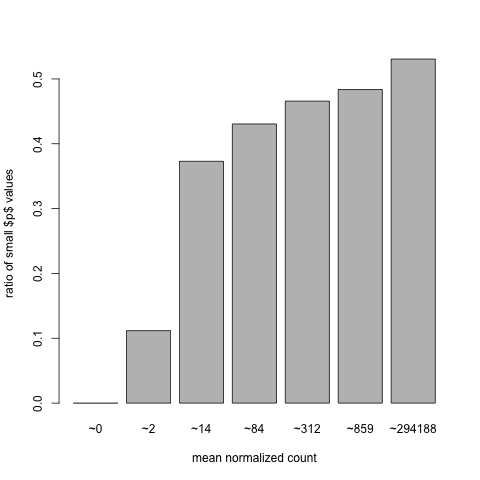 ratio of small $p$ values
0.5
0.4
0.3
0.2
0.1
0.0
~0 ~2 ~14 ~84 ~312 ~859 ~294188
mean normalized count